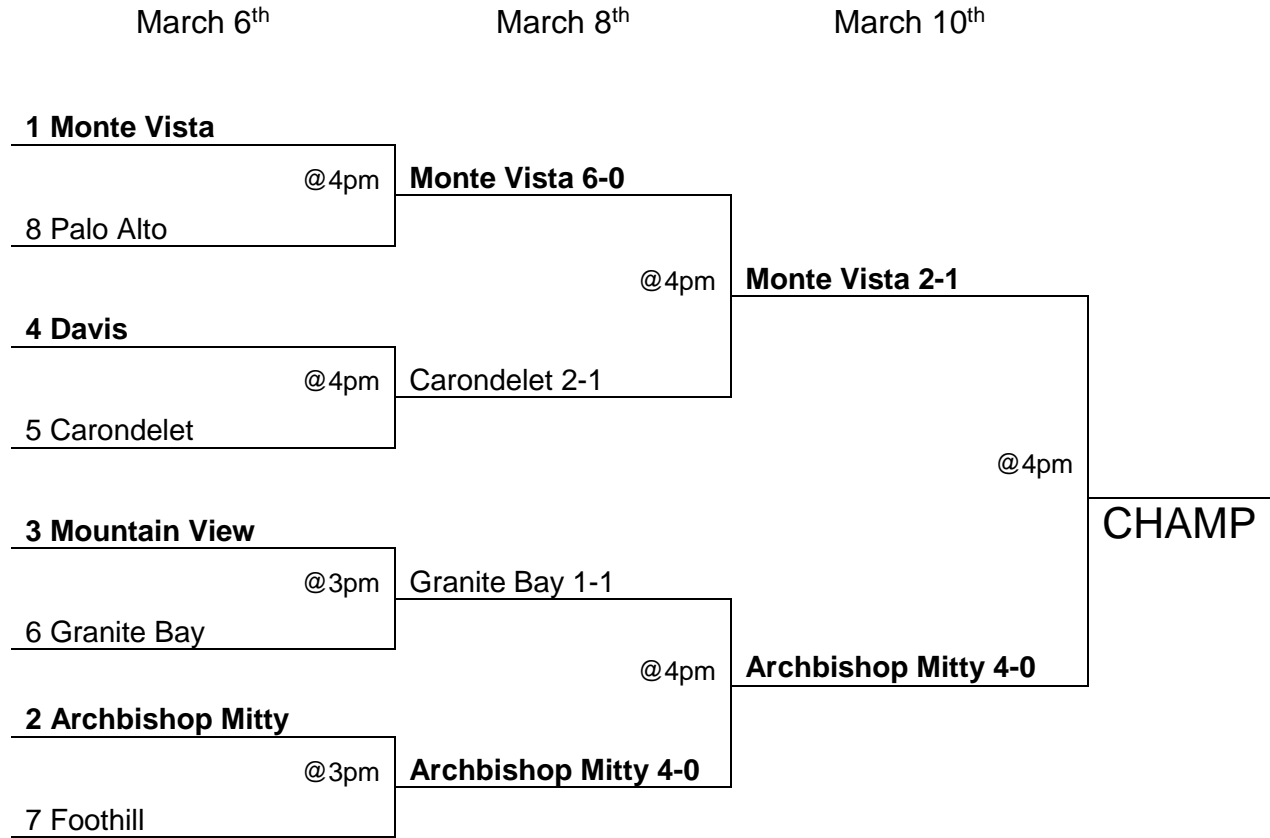 March 6th March 8th March 10th
1 Monte Vista
@4pm Monte Vista 6-0
8 Palo Alto
@4pm Monte Vista 2-1
4 Davis
@4pm Carondelet 2-1
5 Carondelet
@4pm
3 Mountain View
CHAMP
@3pm Granite Bay 1-1
6 Granite Bay
@4pm Archbishop Mitty 4-0
2 Archbishop Mitty
@3pm Archbishop Mitty 4-0
7 Foothill